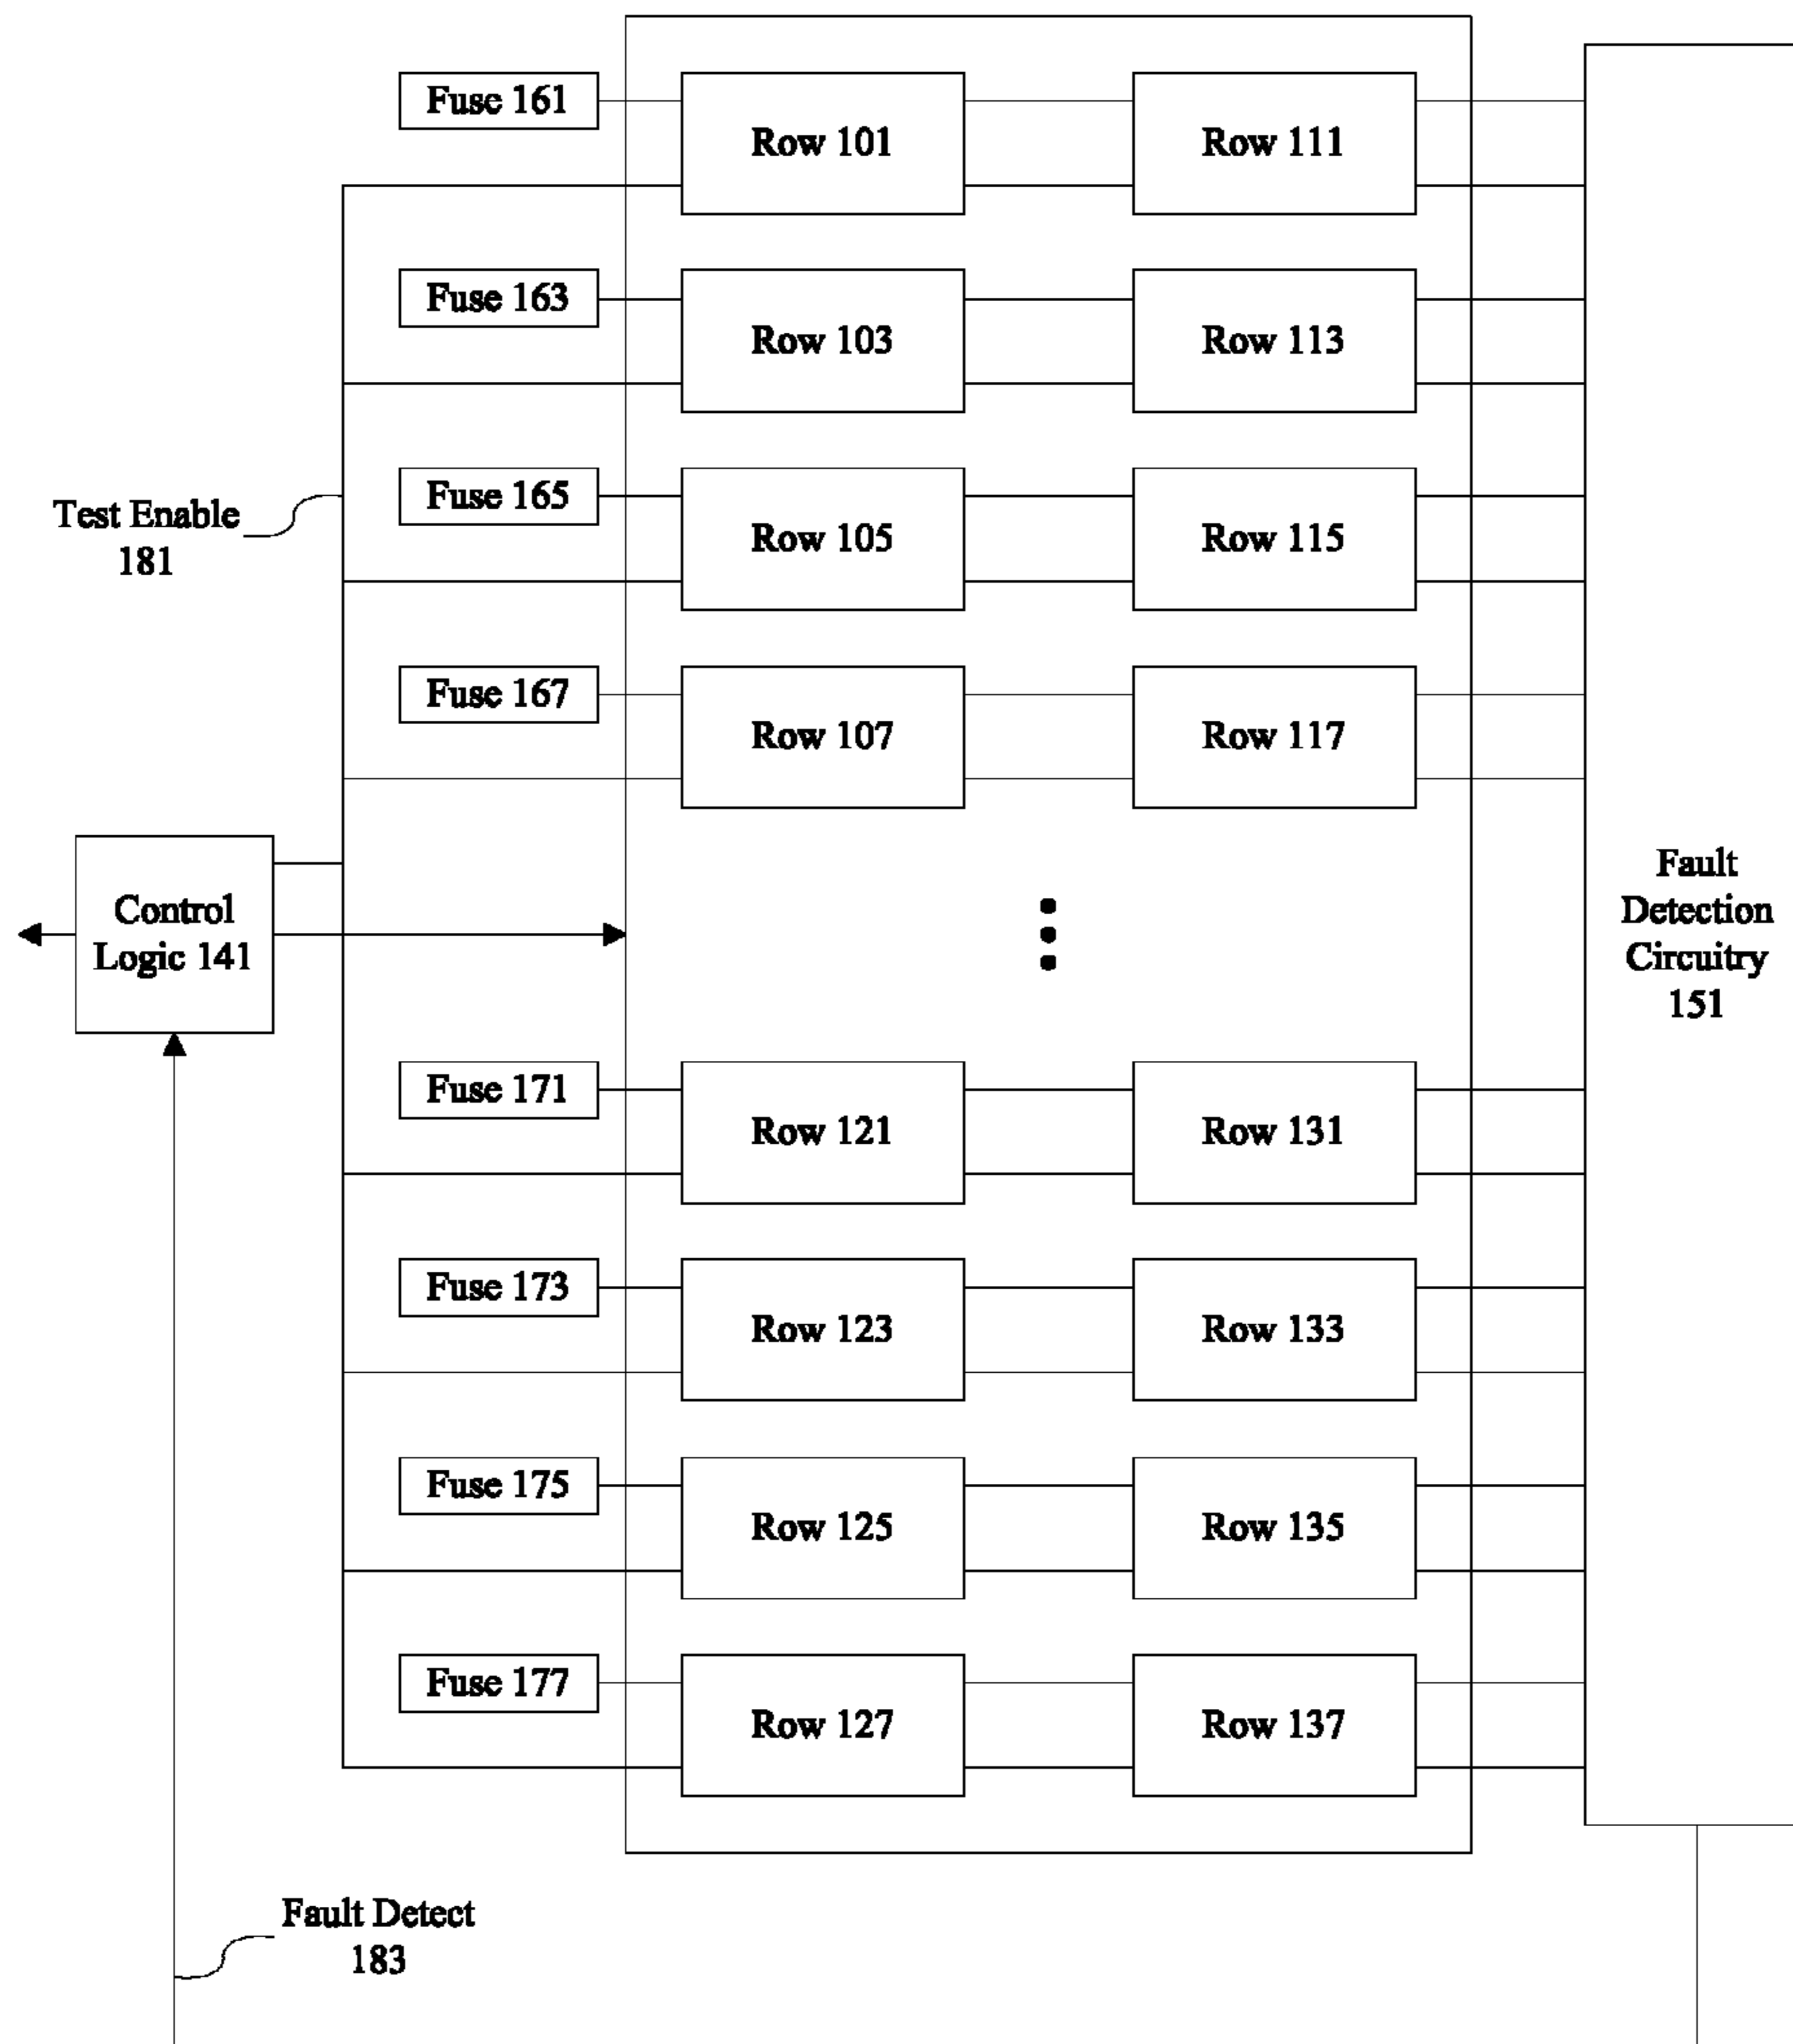 Fuse 161
Row 101
Row 111
Fuse 163
Row 103
Row 113
Test Enable
181
Fuse 165
Row 105
Row 115
Fuse 167
Row 107
Row 117
Control
Logic 141
Fault
Detection
Circuitry
151
Fuse 171
Row 121
Row 131
Fuse 173
Row 123
Row 133
Fuse 175
Row 125
Row 135
Fuse 177
Row 127
Row 137
Fault Detect
183